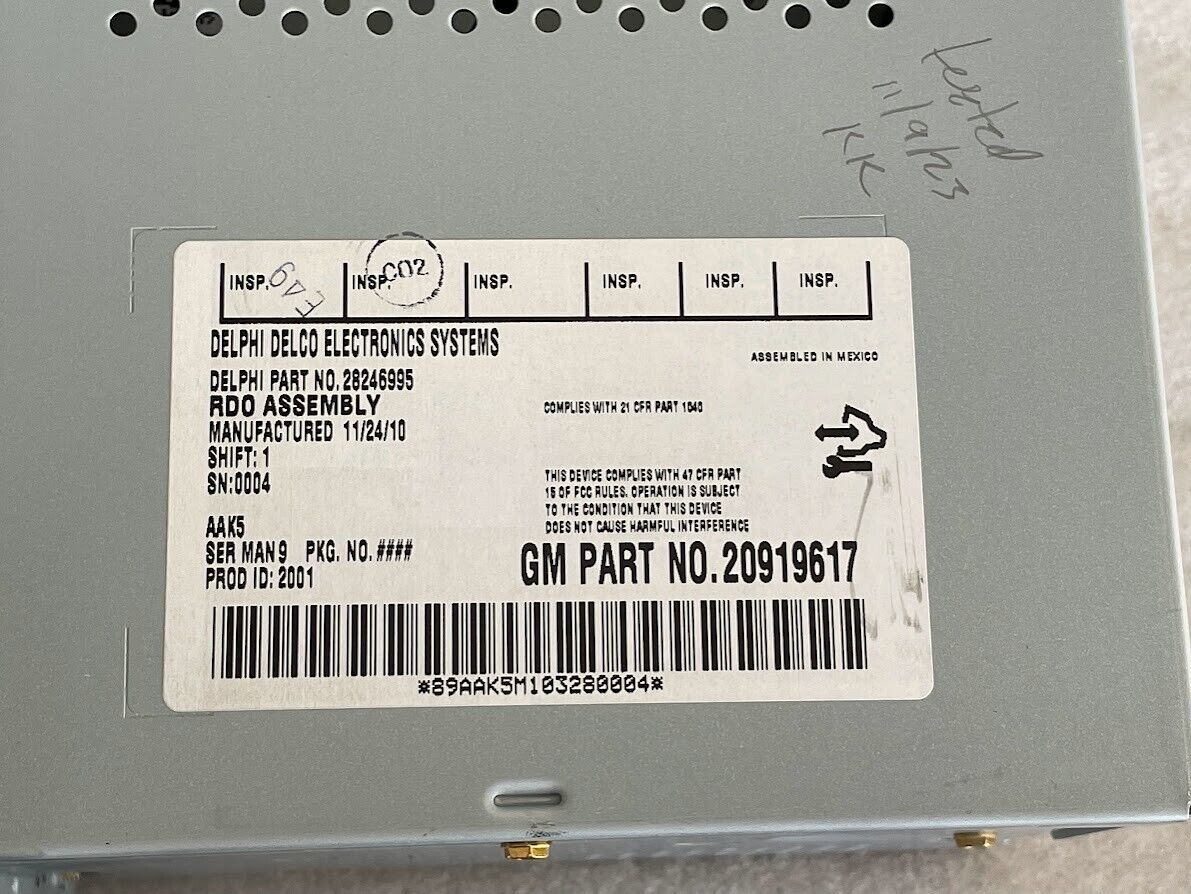 tested
11/9/23
KK
INSP. INSP. INSP. INSP. INSP. INSP.
E49
C02
DELPHI DELCO ELECTRONICS SYSTEMS
ASSEMBLED IN MEXICO
DELPHI PART NO. 28246995
RDO ASSEMBLY
COMPLIES WITH 21 CFR PART 1040
MANUFACTURED 11/24/10
SHIFT: 1
SN:0004
THIS DEVICE COMPLIES WITH 47 CFR PART
15 OF FCC RULES. OPERATION IS SUBJECT
TO THE CONDITION THAT THIS DEVICE
DOES NOT CAUSE HARMFUL INTERFERENCE
AAK5
SER MAN 9 PKG. NO. ####
PROD ID: 2001
GM PART NO. 20919617
*89AAK5M103280004*